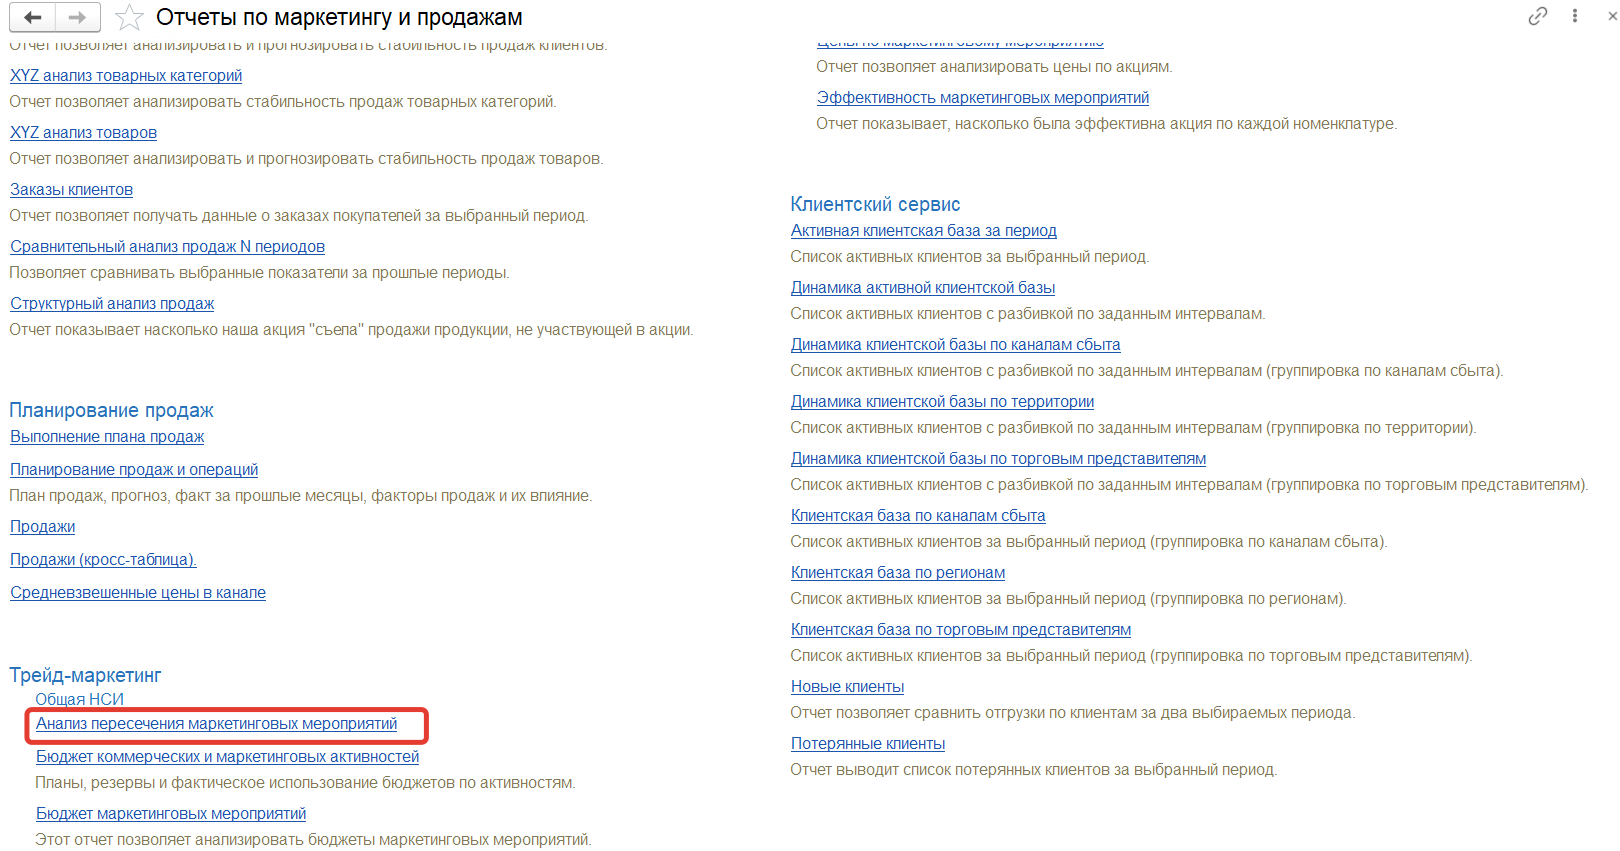 Отчеты по маркетингу и продажам
Отчет позволяет анализировать и прогнозировать стабильность продаж клиентов.
XYZ анализ товарных категорий
Отчет позволяет анализировать стабильность продаж товарных категорий.
XYZ анализ товаров
Отчет позволяет анализировать и прогнозировать стабильность продаж товаров.
Заказы клиентов
Отчет позволяет получать данные о заказах покупателей за выбранный период.
Сравнительный анализ продаж N периодов
Позволяет сравнивать выбранные показатели за прошлые периоды.
Структурный анализ продаж
Отчет показывает насколько наша акция "съела" продажи продукции, не участвующей в акции.
Планирование продаж
Выполнение плана продаж
Планирование продаж и операций
План продаж, прогноз, факт за прошлые месяцы, факторы продаж и их влияние.
Продажи
Продажи (кросс-таблица).
Средневзвешенные цены в канале
Трейд-маркетинг
Общая НСИ
Анализ пересечения маркетинговых мероприятий
Бюджет коммерческих и маркетинговых активностей
Планы, резервы и фактическое использование бюджетов по активностям.
Бюджет маркетинговых мероприятий
Этот отчет позволяет анализировать бюджеты маркетинговых мероприятий.
Цены по маркетинговому мероприятию
Отчет позволяет анализировать цены по акциям.
Эффективность маркетинговых мероприятий
Отчет показывает, насколько была эффективна акция по каждой номенклатуре.
Клиентский сервис
Активная клиентская база за период
Список активных клиентов за выбранный период.
Динамика активной клиентской базы
Список активных клиентов с разбивкой по заданным интервалам.
Динамика клиентской базы по каналам сбыта
Список активных клиентов с разбивкой по заданным интервалам (группировка по каналам сбыта).
Динамика клиентской базы по территории
Список активных клиентов с разбивкой по заданным интервалам (группировка по территории).
Динамика клиентской базы по торговым представителям
Список активных клиентов с разбивкой по заданным интервалам (группировка по торговым представителям).
Клиентская база по каналам сбыта
Список активных клиентов за выбранный период (группировка по каналам сбыта).
Клиентская база по регионам
Список активных клиентов за выбранный период (группировка по регионам).
Клиентская база по торговым представителям
Список активных клиентов за выбранный период (группировка по торговым представителям).
Новые клиенты
Отчет позволяет сравнить отгрузки по клиентам за два выбираемых периода.
Потерянные клиенты
Отчет выводит список потерянных клиентов за выбранный период.